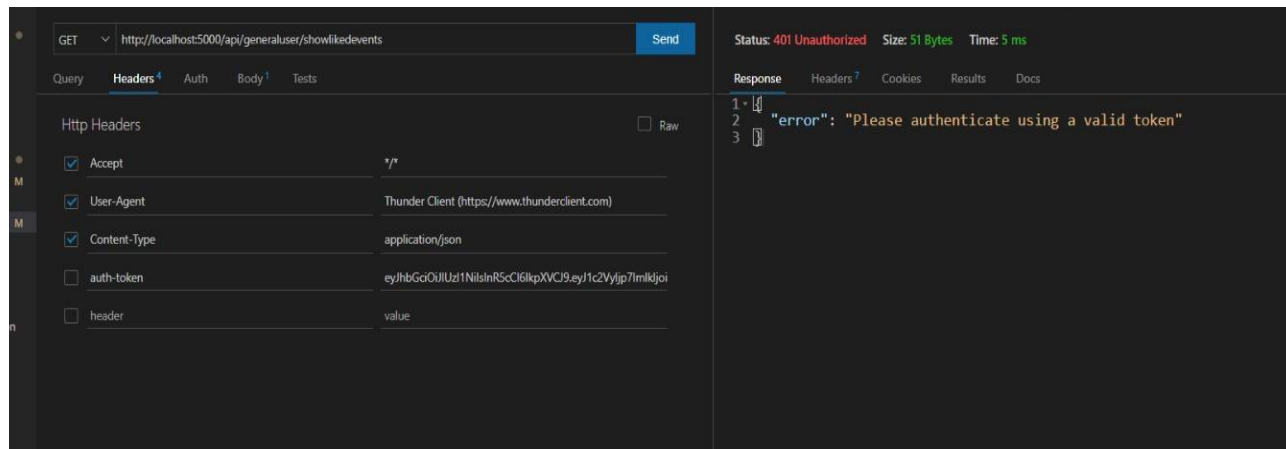 GET http://localhost:5000/api/generaluser/showlikedevents Send
Query Headers 4 Auth Body 1 Tests
Http Headers Raw
Accept */*
User-Agent Thunder Client (https://www.thunderclient.com)
Content-Type application/json
auth-token eyJhbGciOiJIUzI1NiIsInR5cCI6IkpXVCJ9.eyJ1c2VyIjp7ImlkIjoi
header value
M
M
n
Status: 401 Unauthorized Size: 51 Bytes Time: 5 ms
Response Headers 7 Cookies Results Docs
1 {
2 "error": "Please authenticate using a valid token"
3 }